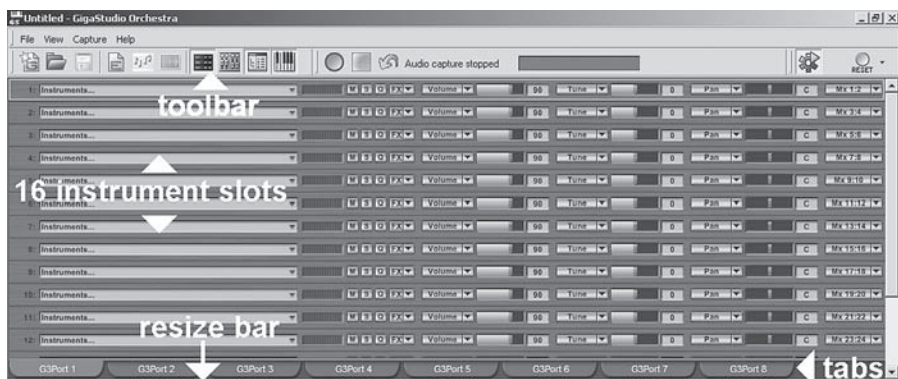 Untitled - GigaStudio Orchestra
File View Capture Help
Audio capture stopped RESET
toolbar
1: Instruments... M S Q FX Volume 90 Tune 0 Pan C Mx 1:2
2: Instruments... M S Q FX Volume 90 Tune 0 Pan C Mx 3:4
3: Instruments... M S Q FX Volume 90 Tune 0 Pan C Mx 5:6
4: Instruments... M S Q FX Volume 90 Tune 0 Pan C Mx 7:8
16 instrument slots
Instruments... M S Q FX Volume 90 Tune 0 Pan C Mx 9:10
6: Instruments... M S Q FX Volume 90 Tune 0 Pan C Mx 11:12
7: Instruments... M S Q FX Volume 90 Tune 0 Pan C Mx 13:14
8: Instruments... M S Q FX Volume 90 Tune 0 Pan C Mx 15:16
9: Instruments... M S Q FX Volume 90 Tune 0 Pan C Mx 17:18
10: Instruments... M S Q FX Volume 90 Tune 0 Pan C Mx 19:20
11: Instruments... M S Q FX Volume 90 Tune 0 Pan C Mx 21:22
resize bar
12: Instruments... M S Q FX Volume 90 Tune 0 Pan C Mx 23:24
G3Port 1 G3Port 2 G3Port 3 G3Port 4 G3Port 5 G3Port 6 G3Port 7 G3Port 8
tabs